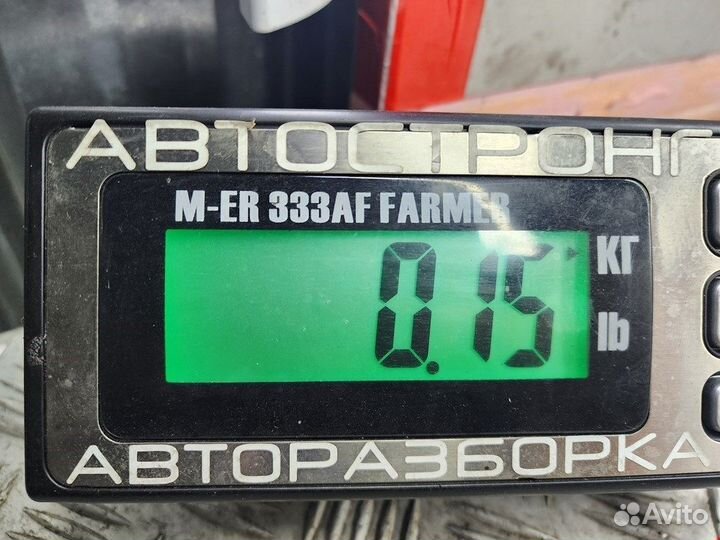 АВТОСТРОНГ
M-ER 333AF FARMER
0.15 КГ
lb
АВТОРАЗБОРКА
Avito